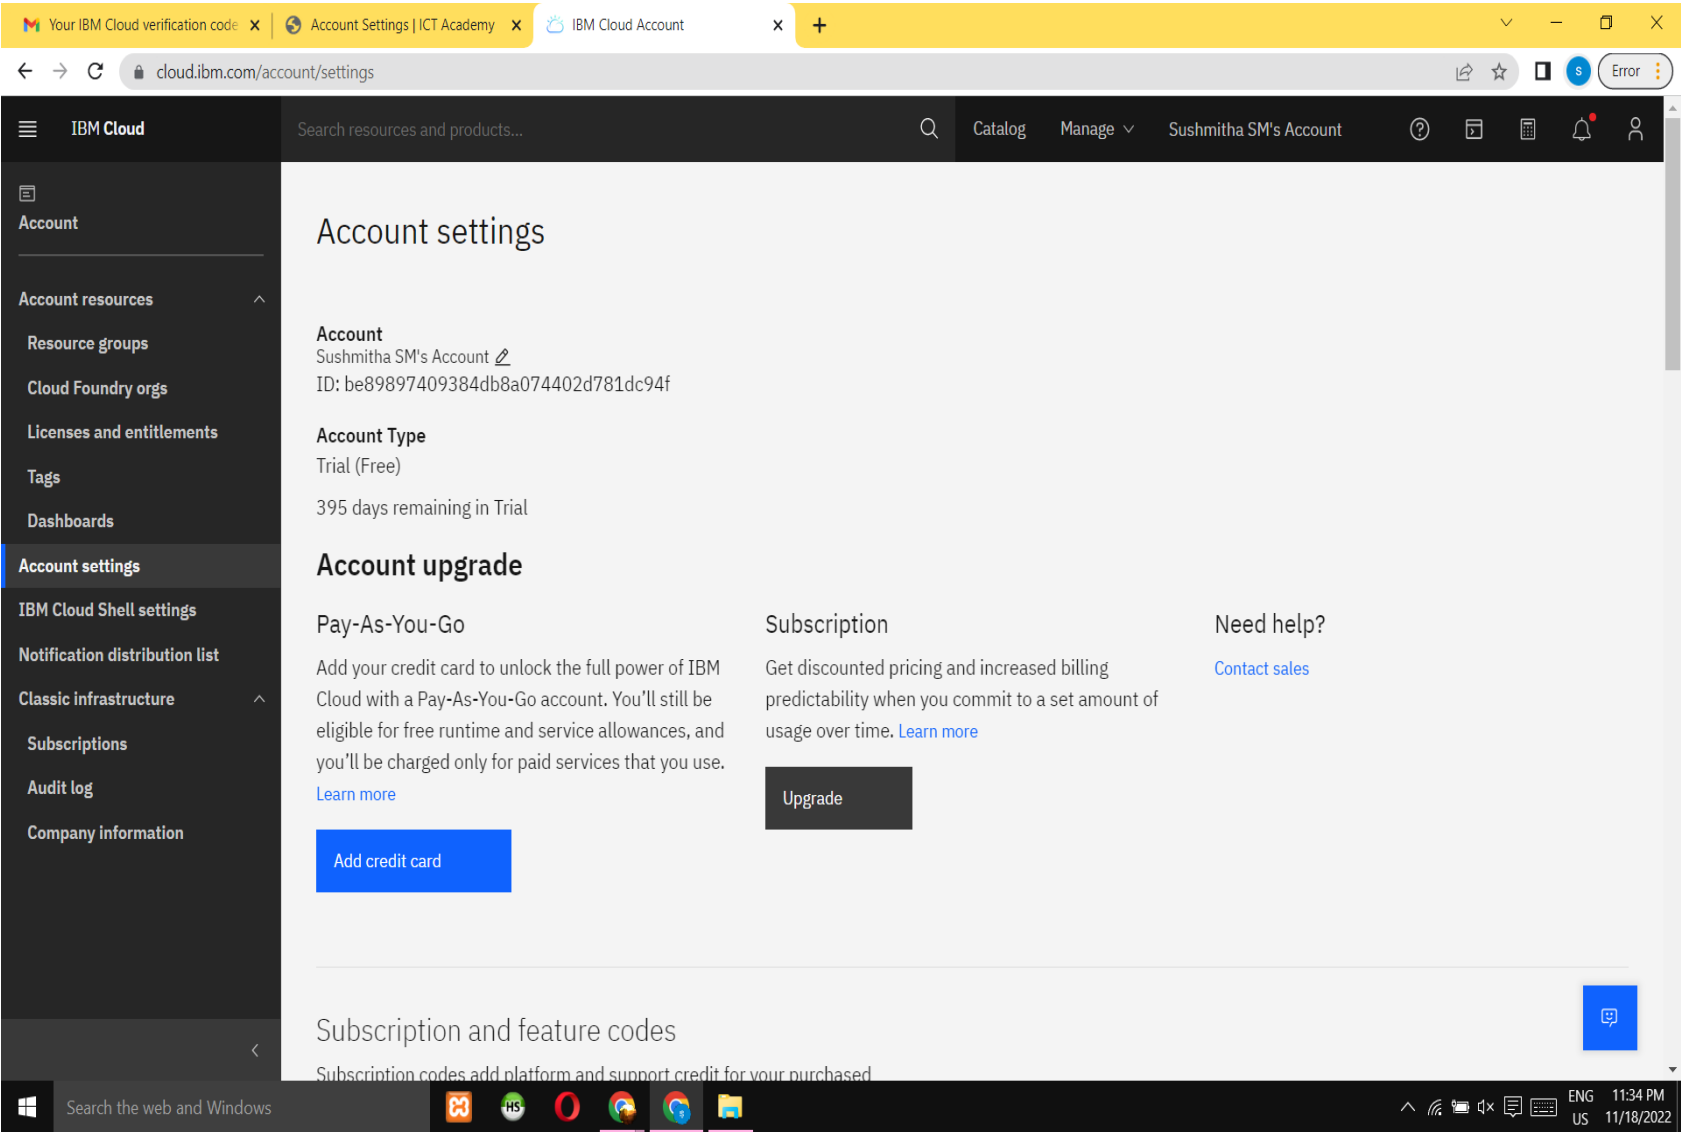 Your IBM Cloud verification code
Account Settings | ICT Academy
IBM Cloud Account
cloud.ibm.com/account/settings
s
Error
IBM Cloud
Search resources and products...
Catalog
Manage
Sushmitha SM's Account
Account
Account resources
Resource groups
Cloud Foundry orgs
Licenses and entitlements
Tags
Dashboards
Account settings
IBM Cloud Shell settings
Notification distribution list
Classic infrastructure
Subscriptions
Audit log
Company information
Account settings
Account
Sushmitha SM's Account
ID: be89897409384db8a074402d781dc94f
Account Type
Trial (Free)
395 days remaining in Trial
Account upgrade
Pay-As-You-Go
Add your credit card to unlock the full power of IBM
Cloud with a Pay-As-You-Go account. You’ll still be
eligible for free runtime and service allowances, and
you’ll be charged only for paid services that you use.
Learn more
Add credit card
Subscription
Get discounted pricing and increased billing
predictability when you commit to a set amount of
usage over time. Learn more
Upgrade
Need help?
Contact sales
Subscription and feature codes
Subscription codes add platform and support credit for your purchased
Search the web and Windows
HS
ENG
US
11:34 PM
11/18/2022